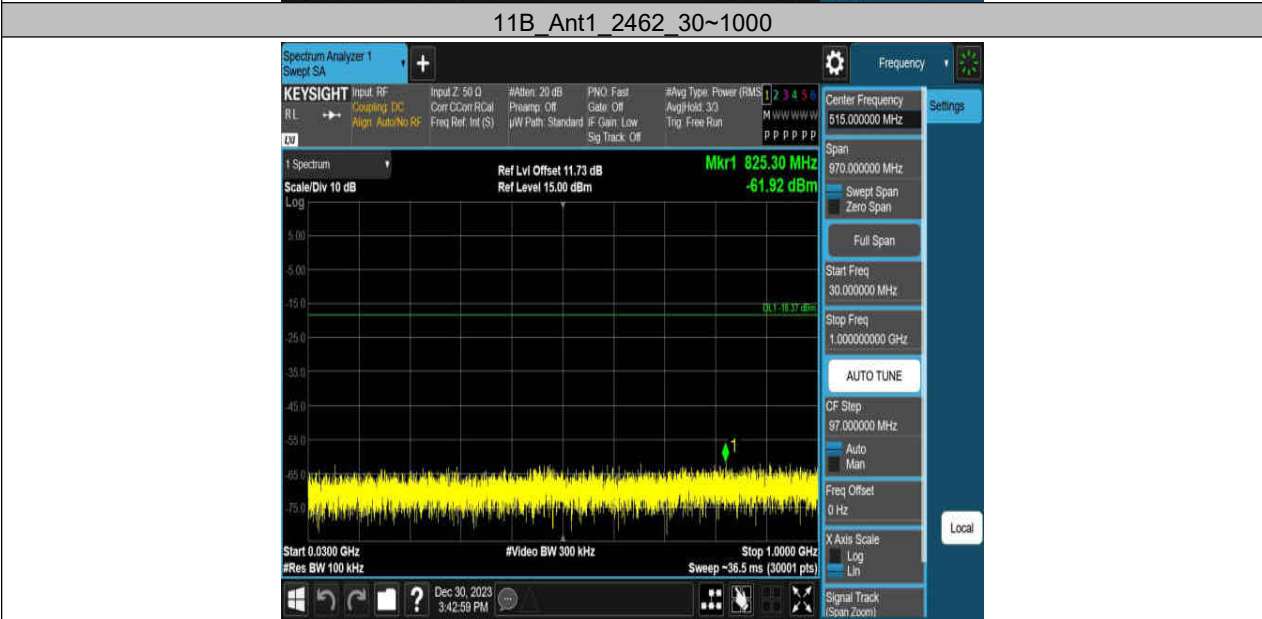 11B_Ant1_2462_30~1000
Spectrum Analyzer 1
Swept SA
+
Frequency
KEYSIGHT
RL
LXI
Input: RF
Coupling: DC
Align: Auto/No RF
Input Z: 50 Ω
Corr CCorr RCal
Freq Ref: Int (S)
#Atten: 20 dB
Preamp: Off
µW Path: Standard
PNO: Fast
Gate: Off
IF Gain: Low
Sig Track: Off
#Avg Type: Power (RMS
Avg|Hold: 3/3
Trig: Free Run
1 2 3 4 5 6
M W W W W W
P P P P P P
1 Spectrum
Scale/Div 10 dB
Ref Lvl Offset 11.73 dB
Ref Level 15.00 dBm
Mkr1 825.30 MHz
-61.92 dBm
Log
5.00
-5.00
-15.0
DL1 -18.37 dBm
-25.0
-35.0
-45.0
-55.0
1
-65.0
-75.0
Start 0.0300 GHz
#Res BW 100 kHz
#Video BW 300 kHz
Stop 1.0000 GHz
Sweep ~36.5 ms (30001 pts)
Center Frequency
515.000000 MHz
Settings
Span
970.000000 MHz
Swept Span
Zero Span
Full Span
Start Freq
30.000000 MHz
Stop Freq
1.000000000 GHz
AUTO TUNE
CF Step
97.000000 MHz
Auto
Man
Freq Offset
0 Hz
X Axis Scale
Log
Lin
Local
Signal Track
(Span Zoom)
?
Dec 30, 2023
3:42:59 PM